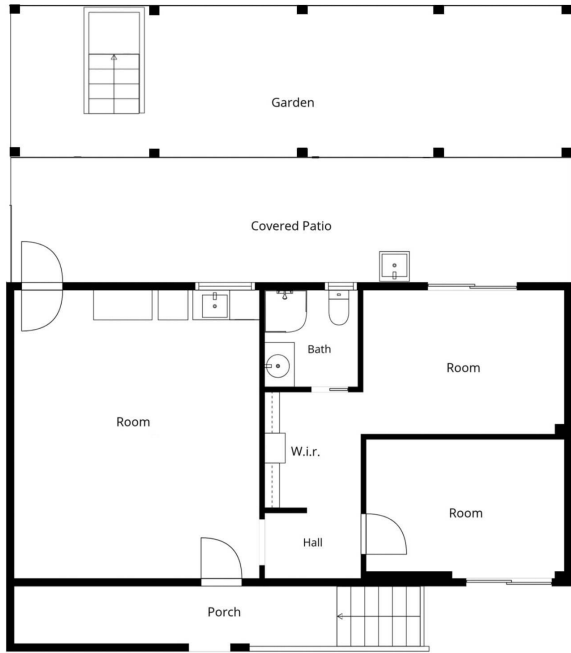 Garden
Covered Patio
Bath
Room
Room
W.i.r.
Room
Hall
Porch